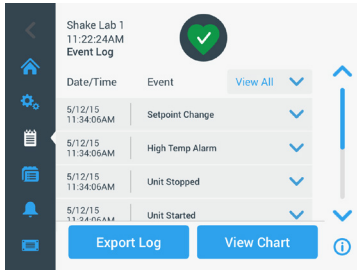 Shake Lab 1
11:22:24AM
Event Log
Date/Time Event View All
5/12/15
11:34:06AM Setpoint Change
5/12/15
11:34:06AM High Temp Alarm
5/12/15
11:34:06AM Unit Stopped
5/12/15
11:34:06AM Unit Started
Export Log View Chart